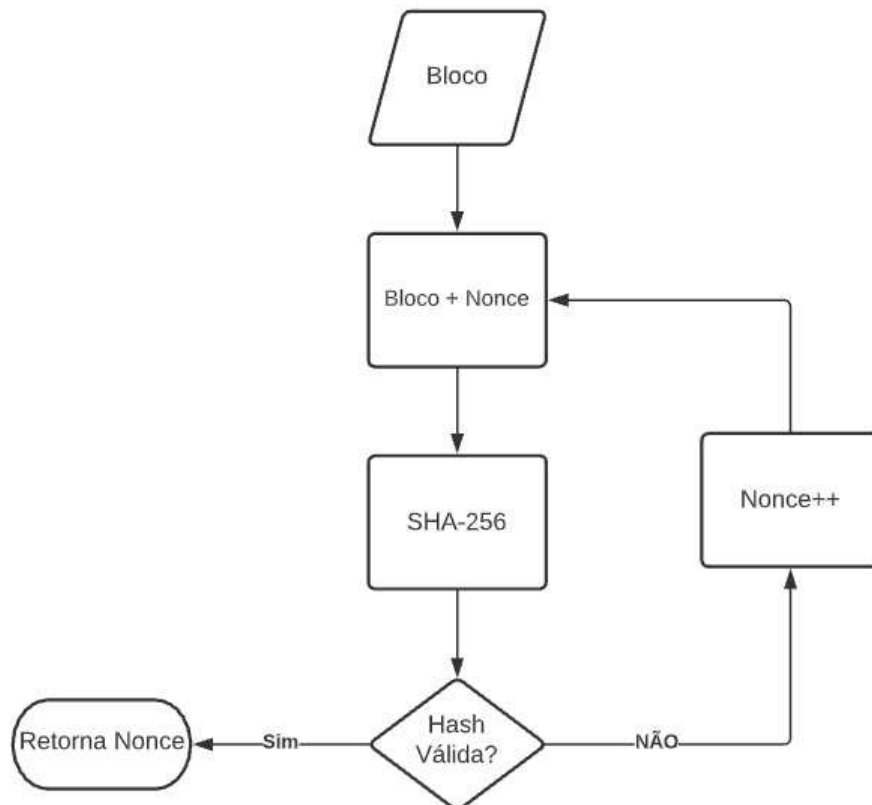 Bloco
Bloco + Nonce
SHA-256
Nonce++
Hash
Válida?
Sim
NÃO
Retorna Nonce